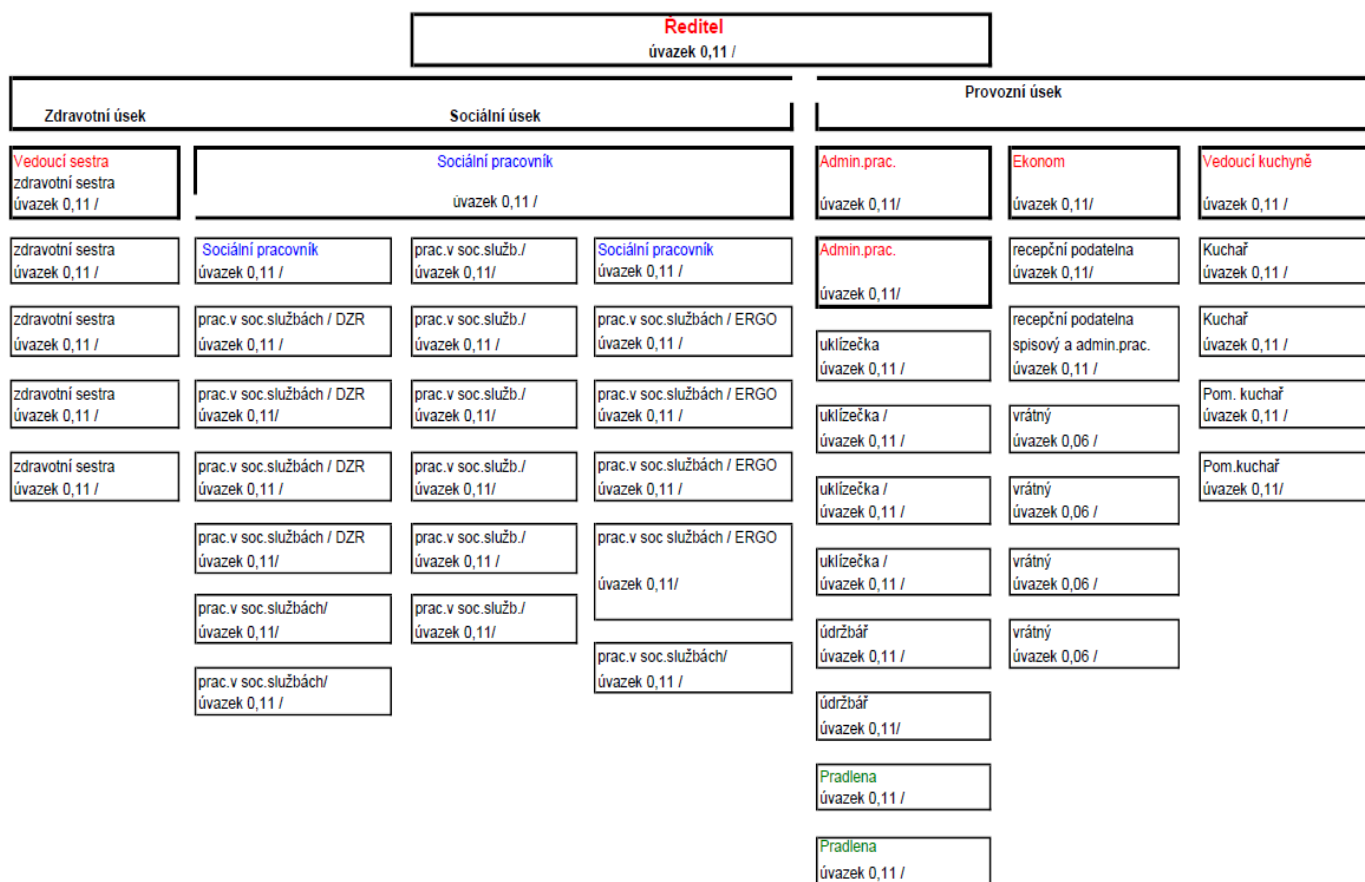 Ředitel
úvazek 0,11 /
Zdravotní úsek
Sociální úsek
Provozní úsek
Vedoucí sestra
zdravotní sestra
úvazek 0,11 /
Sociální pracovník
úvazek 0,11 /
Admin.prac.
úvazek 0,11/
Ekonom
úvazek 0,11/
Vedoucí kuchyně
úvazek 0,11 /
zdravotní sestra
úvazek 0,11 /
zdravotní sestra
úvazek 0,11 /
zdravotní sestra
úvazek 0,11 /
zdravotní sestra
úvazek 0,11 /
Sociální pracovník
úvazek 0,11 /
prac.v soc.službách / DZR
úvazek 0,11 /
prac.v soc.službách / DZR
úvazek 0,11/
prac.v soc.službách / DZR
úvazek 0,11 /
prac.v soc.službách / DZR
úvazek 0,11/
prac.v soc.službách/
úvazek 0,11/
prac.v soc.službách/
úvazek 0,11 /
prac.v soc.služb./
úvazek 0,11/
prac.v soc.služb./
úvazek 0,11 /
prac.v soc.služb./
úvazek 0,11/
prac.v soc.služb./
úvazek 0,11/
prac.v soc.služb./
úvazek 0,11 /
prac.v soc.služb./
úvazek 0,11/
Sociální pracovník
úvazek 0,11 /
prac.v soc.službách / ERGO
úvazek 0,11 /
prac.v soc.službách / ERGO
úvazek 0,11/
prac.v soc.službách / ERGO
úvazek 0,11/
prac.v soc službách / ERGO
úvazek 0,11/
prac.v soc.službách/
úvazek 0,11 /
Admin.prac.
úvazek 0,11/
uklízečka
úvazek 0,11 /
uklízečka /
úvazek 0,11 /
uklízečka /
úvazek 0,11 /
uklízečka /
úvazek 0,11 /
údržbář
úvazek 0,11 /
údržbář
úvazek 0,11/
Pradlena
úvazek 0,11 /
Pradlena
úvazek 0,11 /
recepční podatelna
úvazek 0,11/
recepční podatelna
spisový a admin.prac.
úvazek 0,11 /
vrátný
úvazek 0,06 /
vrátný
úvazek 0,06 /
vrátný
úvazek 0,06 /
vrátný
úvazek 0,06 /
Kuchař
úvazek 0,11 /
Kuchař
úvazek 0,11 /
Pom. kuchař
úvazek 0,11 /
Pom.kuchař
úvazek 0,11/